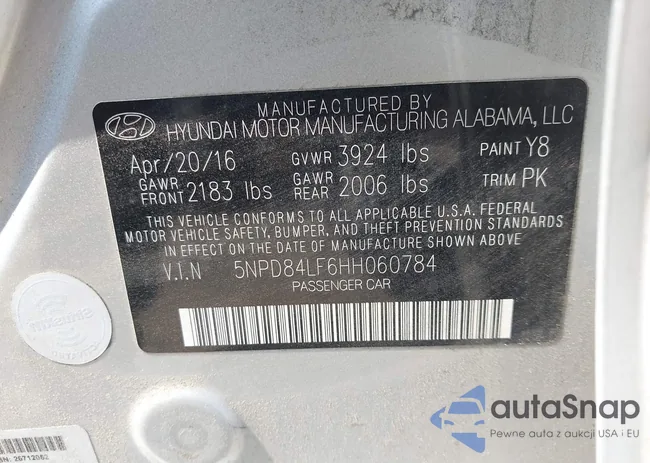 MANUFACTURED BY
HYUNDAI MOTOR MANUFACTURING ALABAMA, LLC
Apr/20/16 GVWR 3924 lbs PAINT Y8
GAWR FRONT 2183 lbs GAWR REAR 2006 lbs TRIM PK
THIS VEHICLE CONFORMS TO ALL APPLICABLE U.S.A. FEDERAL
MOTOR VEHICLE SAFETY, BUMPER, AND THEFT PREVENTION STANDARDS
IN EFFECT ON THE DATE OF MANUFACTURE SHOWN ABOVE.
V.I.N 5NPD84LF6HH060784
PASSENGER CAR
autaSnap
Pewne auta z aukcji USA i EU